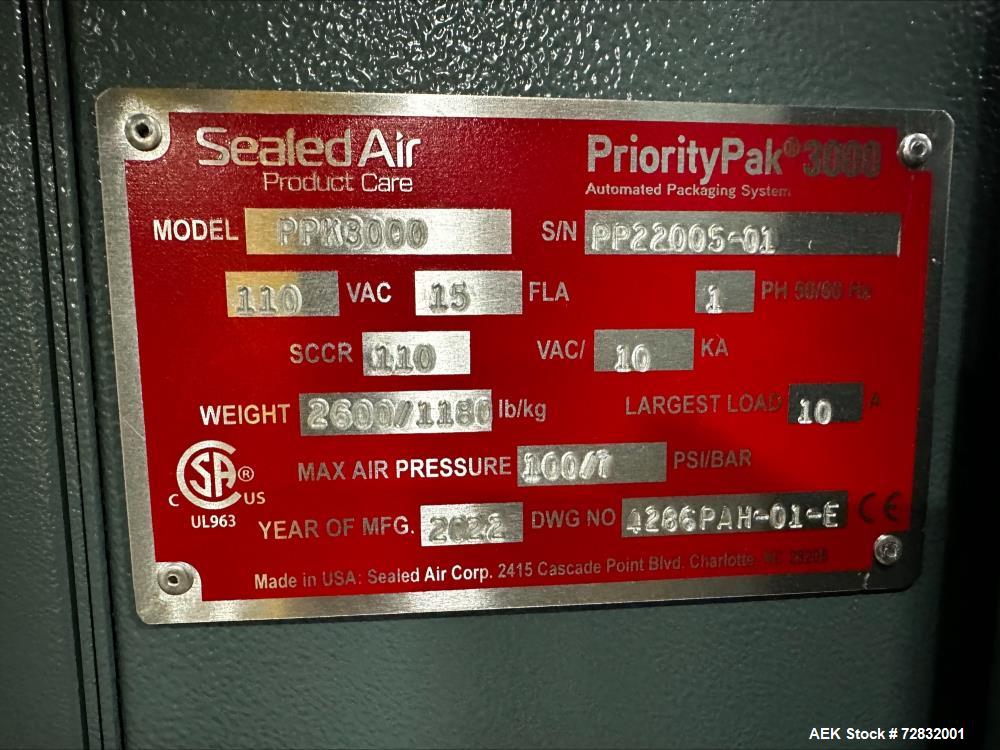 Sealed Air
Product Care
PriorityPak® 3000
Automated Packaging System
MODEL PPK3000 S/N PP22005-01
110 VAC 15 FLA 1 PH 50/60 Hz
SCCR 110 VAC/ 10 KA
WEIGHT 2600/1180 lb/kg LARGEST LOAD 10 A
MAX AIR PRESSURE 100/7 PSI/BAR
C SA® US
UL963
YEAR OF MFG. 2022 DWG NO 4286PAH-01-E CE
Made in USA: Sealed Air Corp. 2415 Cascade Point Blvd. Charlotte, NC 28208
AEK Stock # 72832001